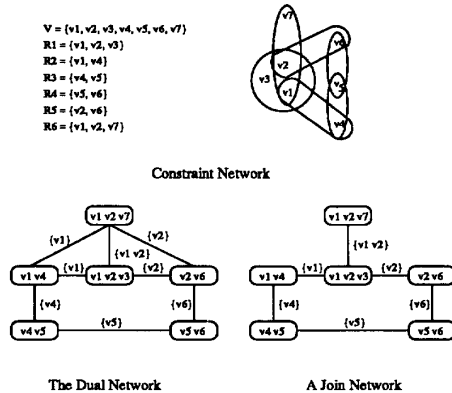 V = {v1, v2, v3, v4, v5, v6, v7}
R1 = {v1, v2, v3}
R2 = {v1, v4}
R3 = {v4, v5}
R4 = {v5, v6}
R5 = {v2, v6}
R6 = {v1, v2, v7}
v7
v6
v2
v3
v5
v1
v4
Constraint Network
v1 v2 v7
{v1}
{v1 v2}
{v2}
v1 v4
{v1}
v1 v2 v3
{v2}
v2 v6
{v4}
{v6}
v4 v5
{v5}
v5 v6
The Dual Network
v1 v2 v7
{v1 v2}
v1 v4
{v1}
v1 v2 v3
{v2}
v2 v6
{v4}
{v6}
v4 v5
{v5}
v5 v6
A Join Network